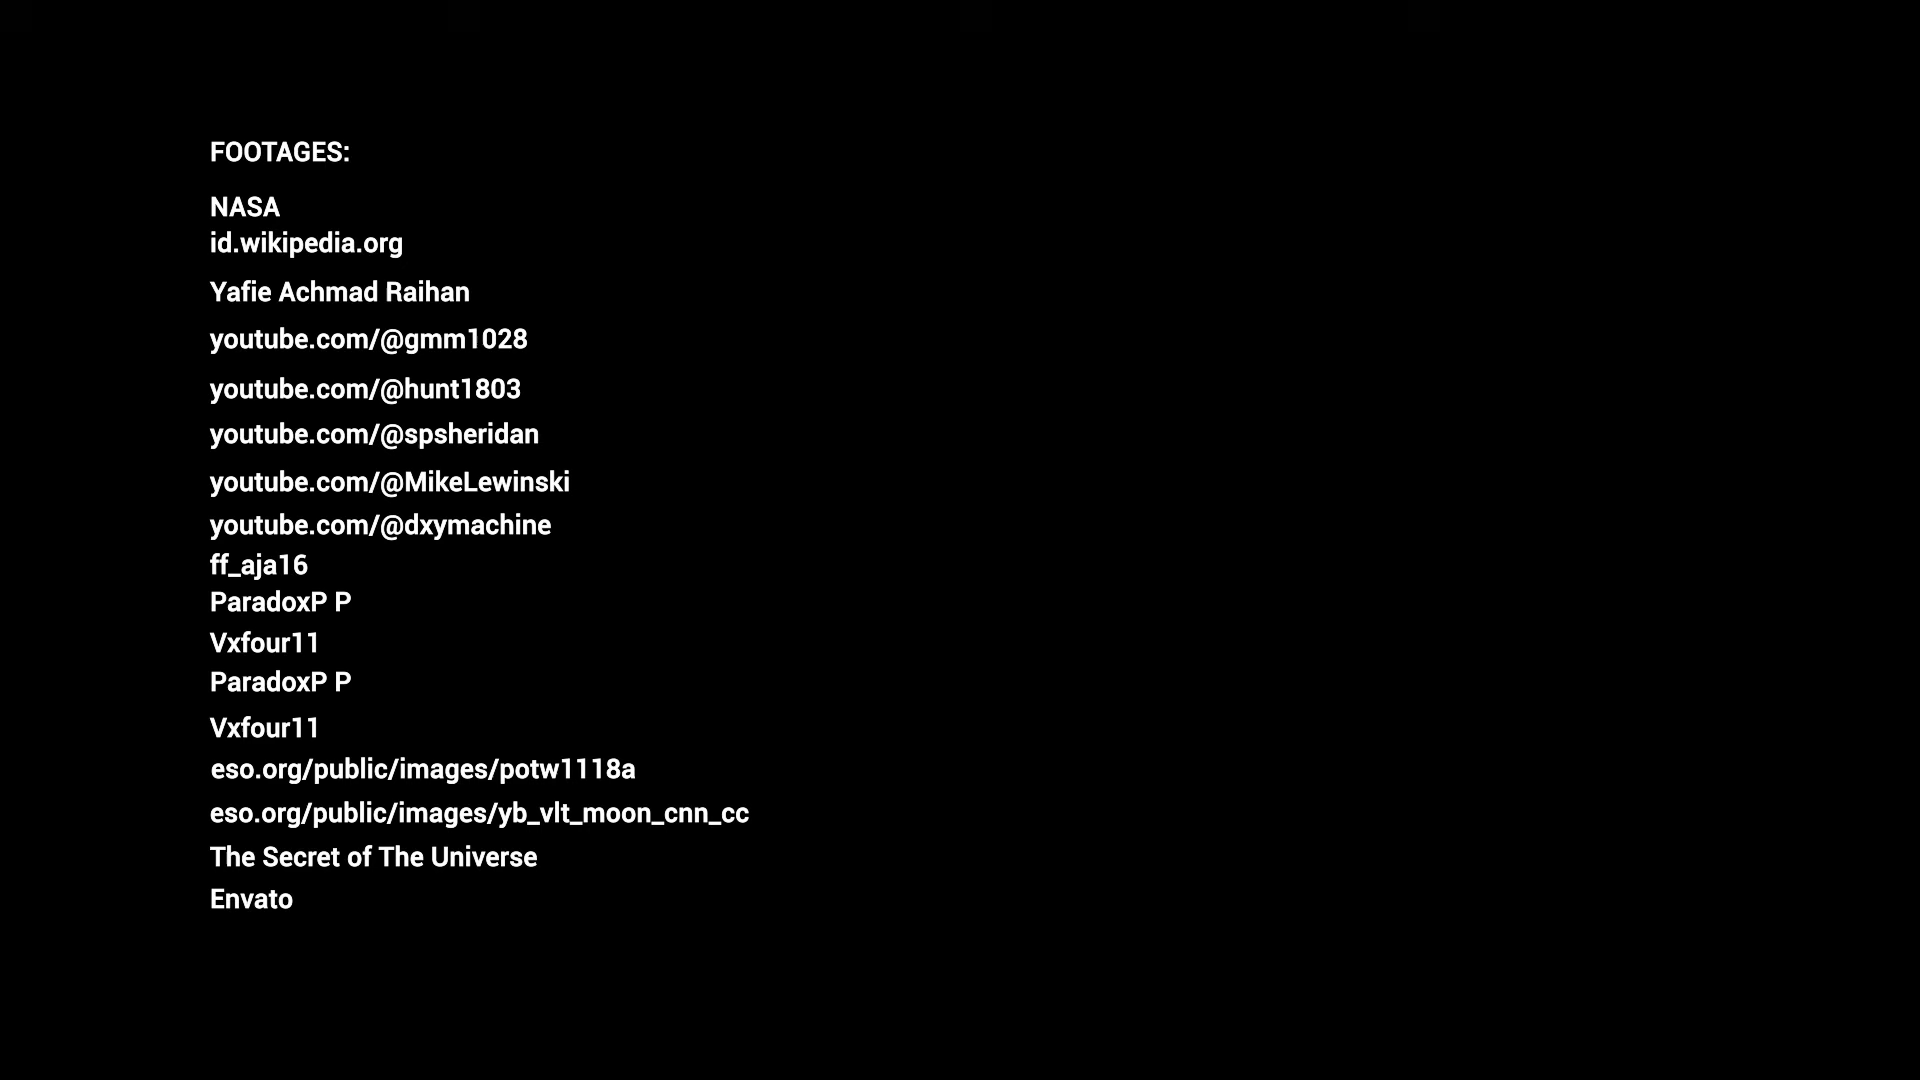 FOOTAGES:
NASA
id.wikipedia.org
Yafie Achmad Raihan
youtube.com/@gmm1028
youtube.com/@hunt1803
youtube.com/@spsheridan
youtube.com/@MikeLewinski
youtube.com/@dxymachine
ff_aja16
ParadoxP P
Vxfour11
ParadoxP P
Vxfour11
eso.org/public/images/potw1118a
eso.org/public/images/yb_vlt_moon_cnn_cc
The Secret of The Universe
Envato